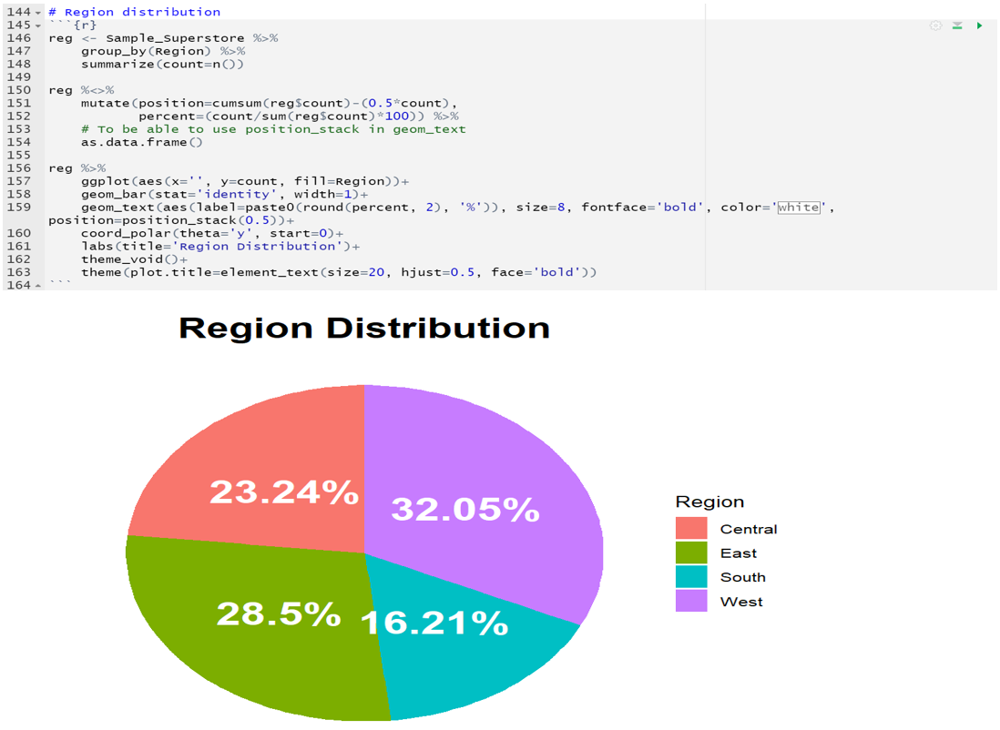 144 # Region distribution
145 ```{r}
146 reg <- Sample_Superstore %>%
147     group_by(Region) %>%
148     summarize(count=n())
149
150 reg %<>%
151     mutate(position=cumsum(reg$count)-(0.5*count),
152            percent=(count/sum(reg$count)*100)) %>%
153     # To be able to use position_stack in geom_text
154     as.data.frame()
155
156 reg %>%
157     ggplot(aes(x='', y=count, fill=Region))+
158     geom_bar(stat='identity', width=1)+
159     geom_text(aes(label=paste0(round(percent, 2), '%')), size=8, fontface='bold', color='white',
position=position_stack(0.5))+
160     coord_polar(theta='y', start=0)+
161     labs(title='Region Distribution')+
162     theme_void()+
163     theme(plot.title=element_text(size=20, hjust=0.5, face='bold'))
164 ```
Region Distribution
23.24%
32.05%
28.5%
16.21%
Region
Central
East
South
West